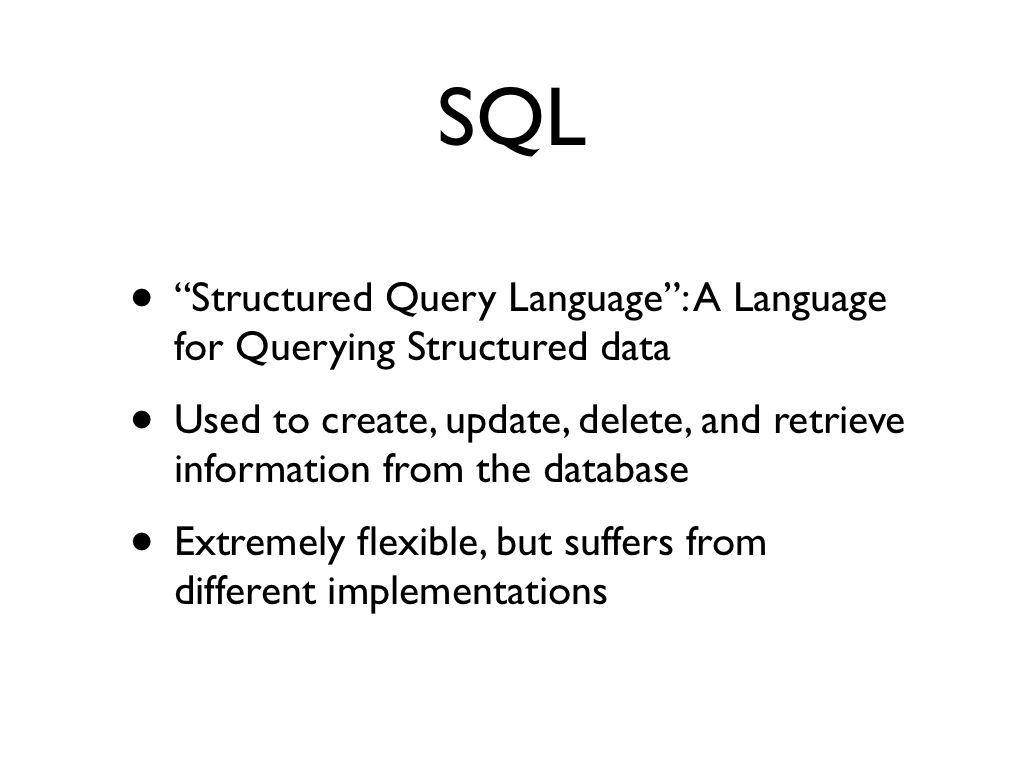 SQL
• “Structured Query Language”: A Language
for Querying Structured data
• Used to create, update, delete, and retrieve
information from the database
• Extremely flexible, but suffers from
different implementations